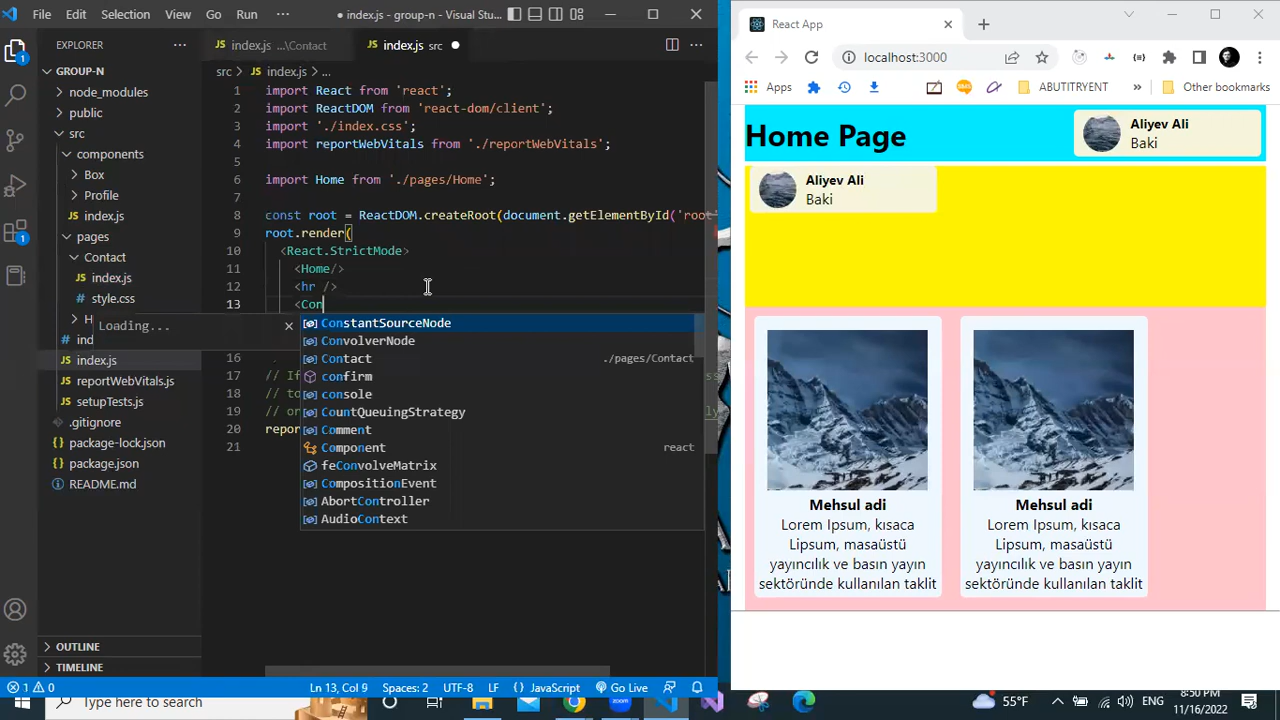 File Edit Selection View Go Run ··· ● index.js - group-n - Visual Stu...
EXPLORER
GROUP-N
node_modules
public
src
components
Box
Profile
index.js
pages
Contact
index.js
style.css
H
ind
index.js
reportWebVitals.js
setupTests.js
.gitignore
package-lock.json
package.json
README.md
OUTLINE
TIMELINE
Loading...
index.js ...\Contact
index.js src
src > index.js > ...
1 import React from 'react';
2 import ReactDOM from 'react-dom/client';
3 import './index.css';
4 import reportWebVitals from './reportWebVitals';
5
6 import Home from './pages/Home';
7
8 const root = ReactDOM.createRoot(document.getElementById('root'
9 root.render(
10 <React.StrictMode>
11 <Home/>
12 <hr />
13 <Con
16
17 // If
18 // to
19 // or
20 repo
21
ConstantSourceNode
ConvolverNode
Contact ./pages/Contact
confirm
console
CountQueuingStrategy
Comment
Component react
feConvolveMatrix
CompositionEvent
AbortController
AudioContext
1 0 Ln 13, Col 9 Spaces: 2 UTF-8 LF {} JavaScript Go Live
React App
localhost:3000
Apps ABUTITRYENT » Other bookmarks
Home Page
Aliyev Ali
Baki
Aliyev Ali
Baki
Mehsul adi
Lorem Ipsum, kısaca
Lipsum, masaüstü
yayıncılık ve basın yayın
sektöründe kullanılan taklit
Mehsul adi
Lorem Ipsum, kısaca
Lipsum, masaüstü
yayıncılık ve basın yayın
sektöründe kullanılan taklit
Type here to search
55°F
ENG
8:50 PM
11/16/2022